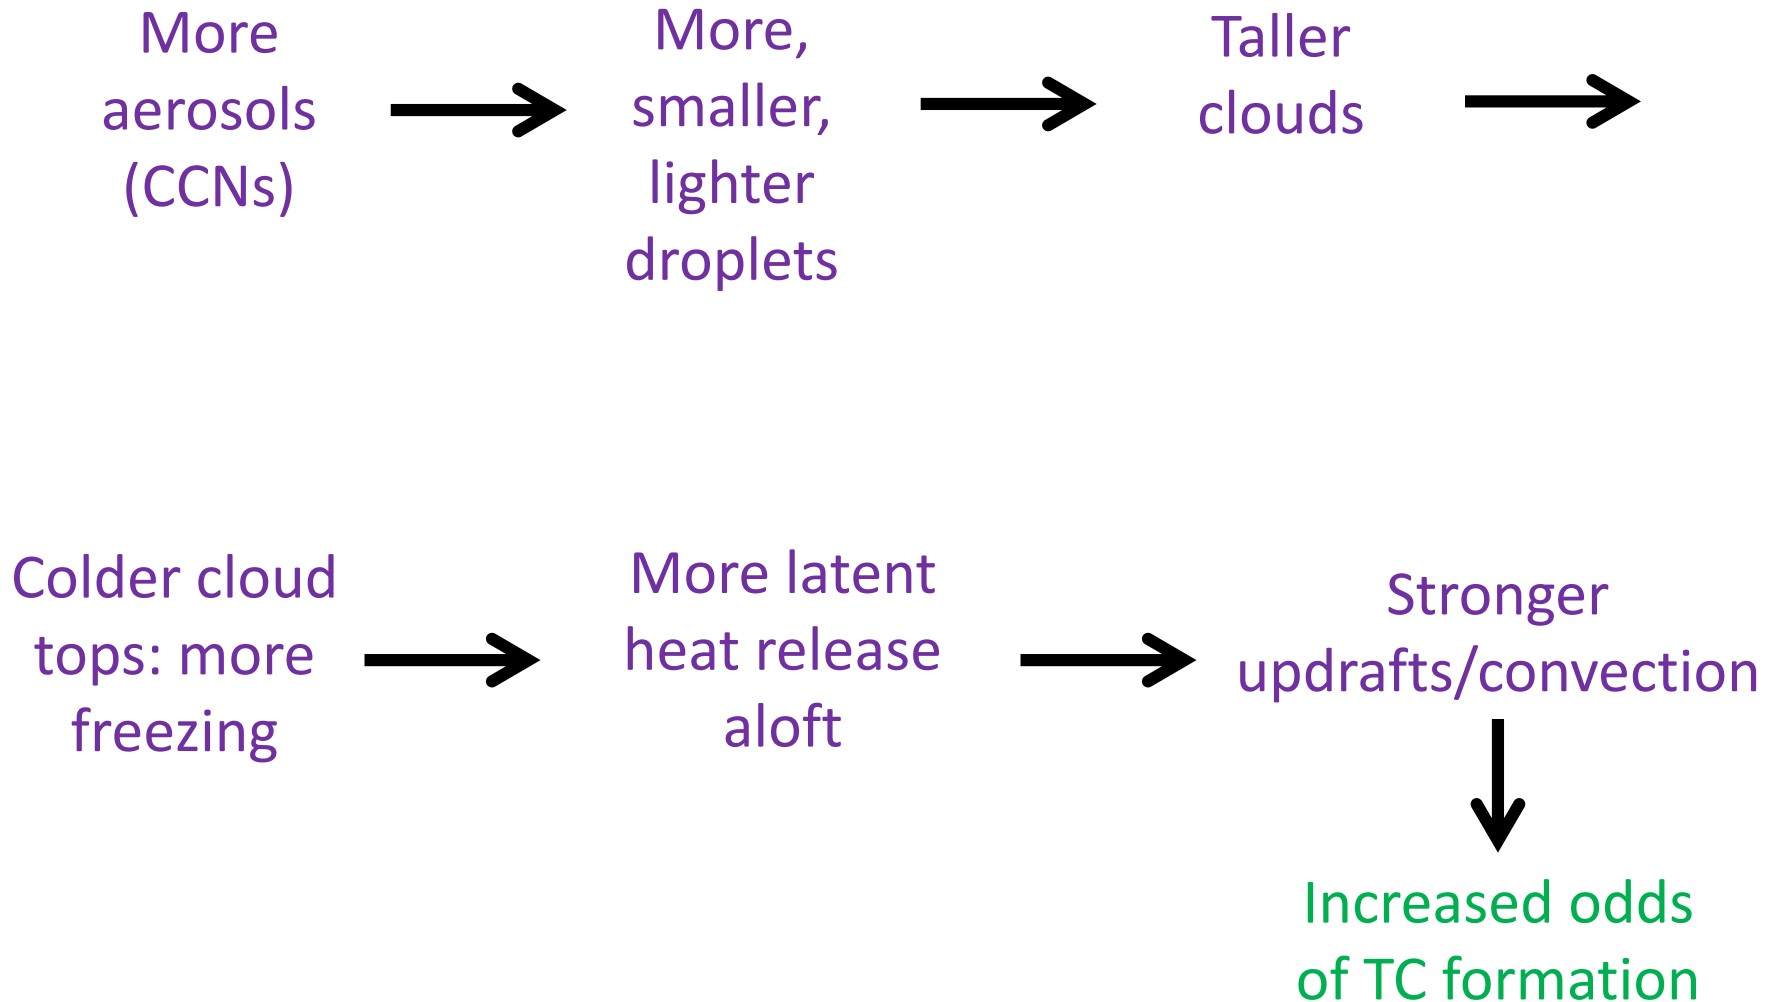 More
aerosols
(CCNs)
More,
smaller,
lighter
droplets
Taller
clouds
Colder cloud
tops: more
freezing
More latent
heat release
aloft
Stronger
updrafts/convection
Increased odds
of TC formation